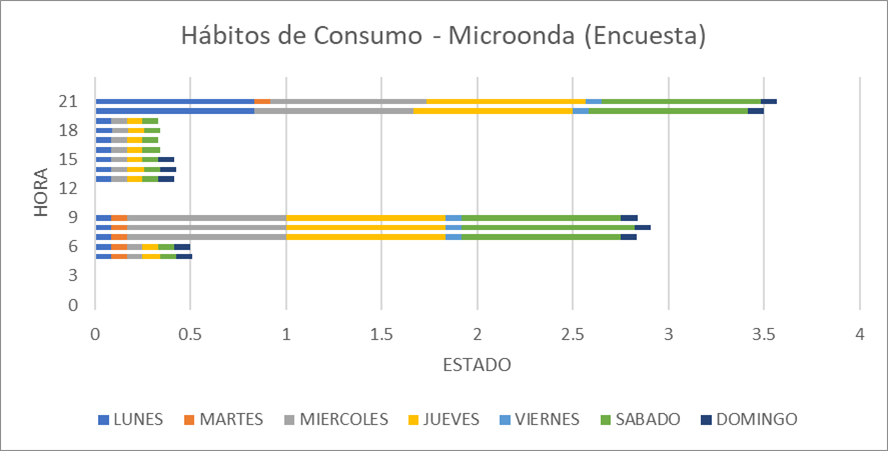 Hábitos de Consumo - Microonda (Encuesta)
HORA
21
18
15
12
9
6
3
0
0 0.5 1 1.5 2 2.5 3 3.5 4
ESTADO
LUNES MARTES MIERCOLES JUEVES VIERNES SABADO DOMINGO